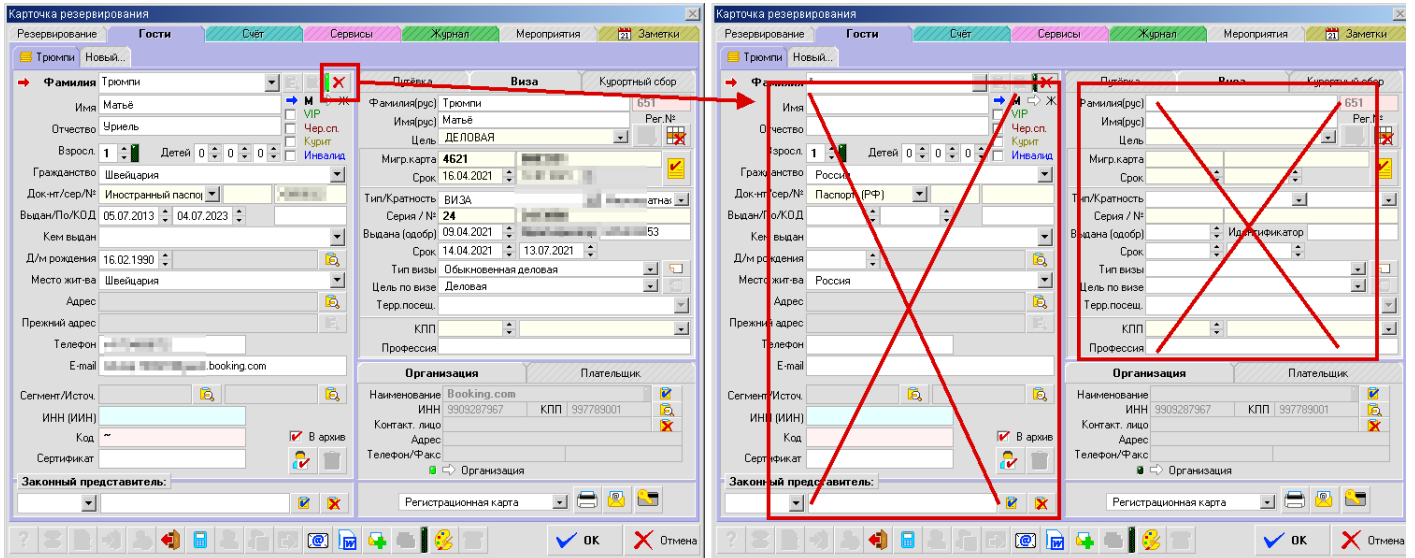 Карточка резервирования
Резервирование Гости Счёт Сервисы Журнал Мероприятия 21 Заметки
Трюмпи Новый...
Фамилия Трюмпи
Имя Матьё М Ж
VIP
Отчество Уриель Чер.сп.
Курит
Взросл. 1 Детей 0 0 0 Инвалид
Гражданство Швейцария
Док-нт/сер/№ Иностранный паспор
Выдан/По/КОД 05.07.2013 04.07.2023
Кем выдан
Д/м рождения 16.02.1990
Место жит-ва Швейцария
Адрес
Прежний адрес
Телефон
E-mail .booking.com
Сегмент/Источ.
ИНН (ИИН)
Код ~ В архив
Сертификат
Законный представитель:
Путёвка Виза Курортный сбор
Фамилия(рус) Трюмпи 651
Имя(рус) Матьё Рег.№
Цель ДЕЛОВАЯ
Мигр.карта 4621
Срок 16.04.2021
Тип/Кратность ВИЗА
Серия / № 24
Выдана (одобр) 09.04.2021 53
Срок 14.04.2021 13.07.2021
Тип визы Обыкновенная деловая
Цель по визе Деловая
Терр.посещ.
КПП
Профессия
Организация Плательщик
Наименование Booking.com
ИНН 9909287967 КПП 997789001
Контакт. лицо
Адрес
Телефон/Факс
Организация
Регистрационная карта
? OK Отмена
Карточка резервирования
Резервирование Гости Счёт Сервисы Журнал Мероприятия 21 Заметки
Трюмпи Новый...
Фамилия *
Имя М Ж
VIP
Отчество Чер.сп.
Курит
Взросл. 1 Детей 0 0 0 Инвалид
Гражданство Россия
Док-нт/сер/№ Паспорт (РФ)
Выдан/По/КОД
Кем выдан
Д/м рождения
Место жит-ва Россия
Адрес
Прежний адрес
Телефон
E-mail
Сегмент/Источ.
ИНН (ИИН)
Код В архив
Сертификат
Законный представитель:
Путёвка Виза Курортный сбор
Фамилия(рус) 651
Имя(рус) Рег.№
Цель
Мигр.карта
Срок
Тип/Кратность
Серия / №
Выдана (одобр) Идентификатор
Срок
Тип визы
Цель по визе
Терр.посещ.
КПП
Профессия
Организация Плательщик
Наименование Booking.com
ИНН 9909287967 КПП 997789001
Контакт. лицо
Адрес
Телефон/Факс
Организация
Регистрационная карта
? OK Отмена